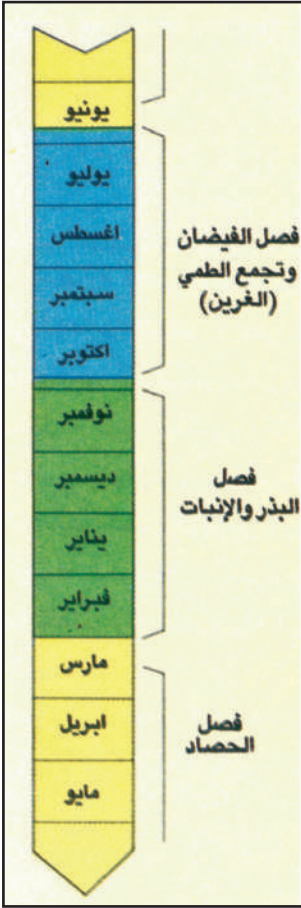 يونيو
يوليو
اغسطس
سبتمبر
اكتوبر
فصل الفيضان
وتجمع الطمي
(الغرين)
نوفمبر
ديسمبر
يناير
فبراير
فصل
البذر والإنبات
مارس
ابريل
مايو
فصل
الحصاد